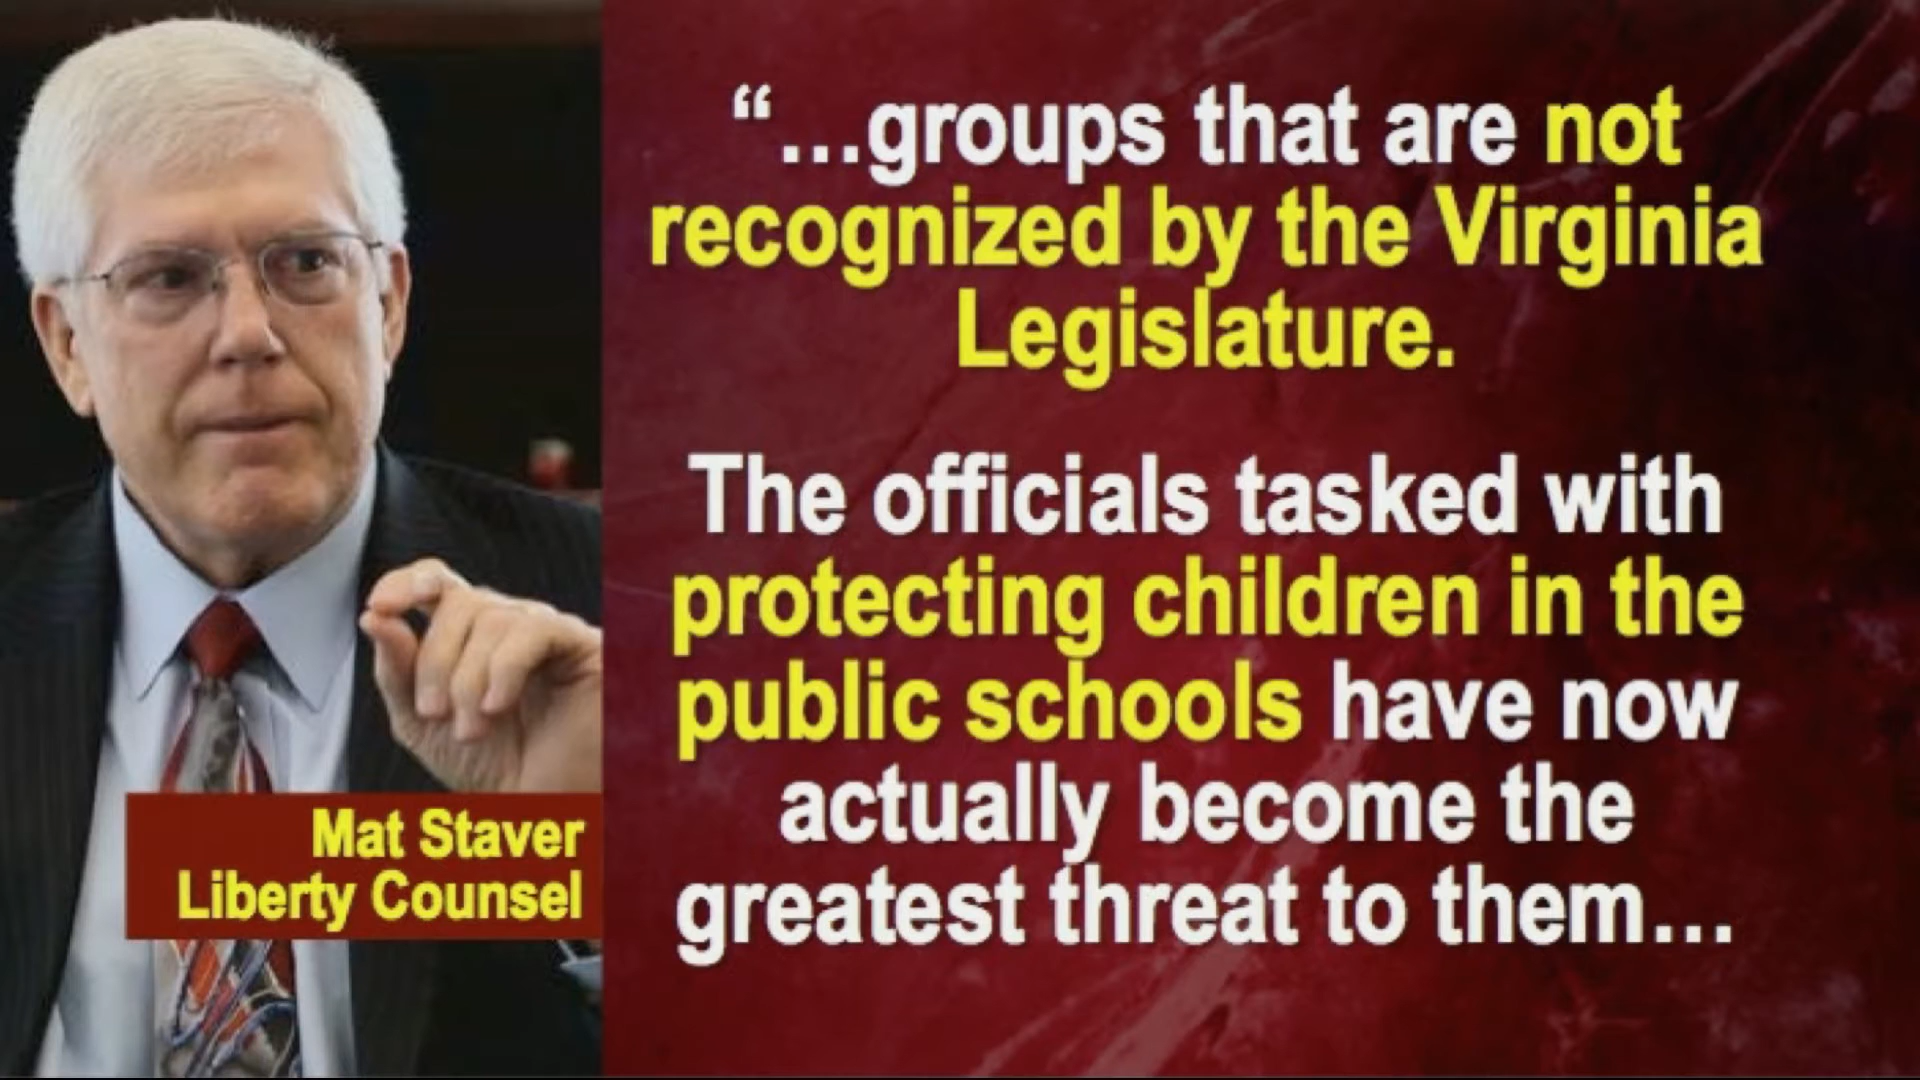 “…groups that are not
recognized by the Virginia
Legislature.
The officials tasked with
protecting children in the
public schools have now
actually become the
greatest threat to them…
Mat Staver
Liberty Counsel